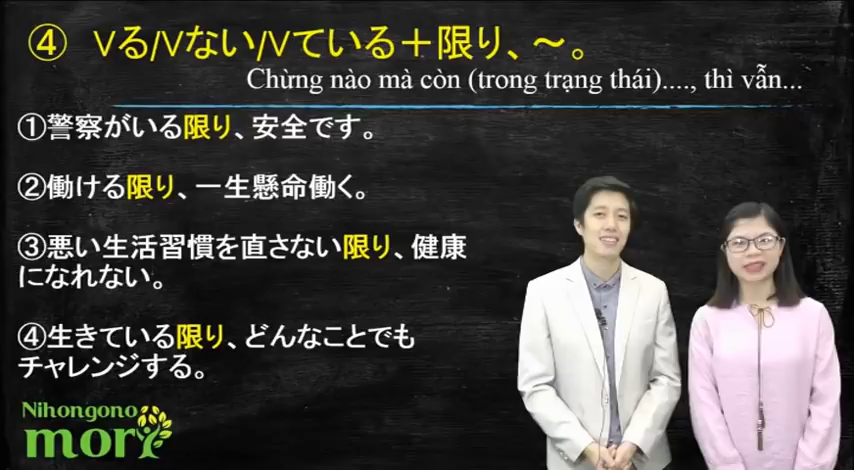 ④ Vる/Vない/Vている＋限り、～。
Chừng nào mà còn (trong trạng thái)...., thì vẫn...
①警察がいる限り、安全です。
②働ける限り、一生懸命働く。
③悪い生活習慣を直さない限り、健康
になれない。
④生きている限り、どんなことでも
チャレンジする。
Nihongono
mori